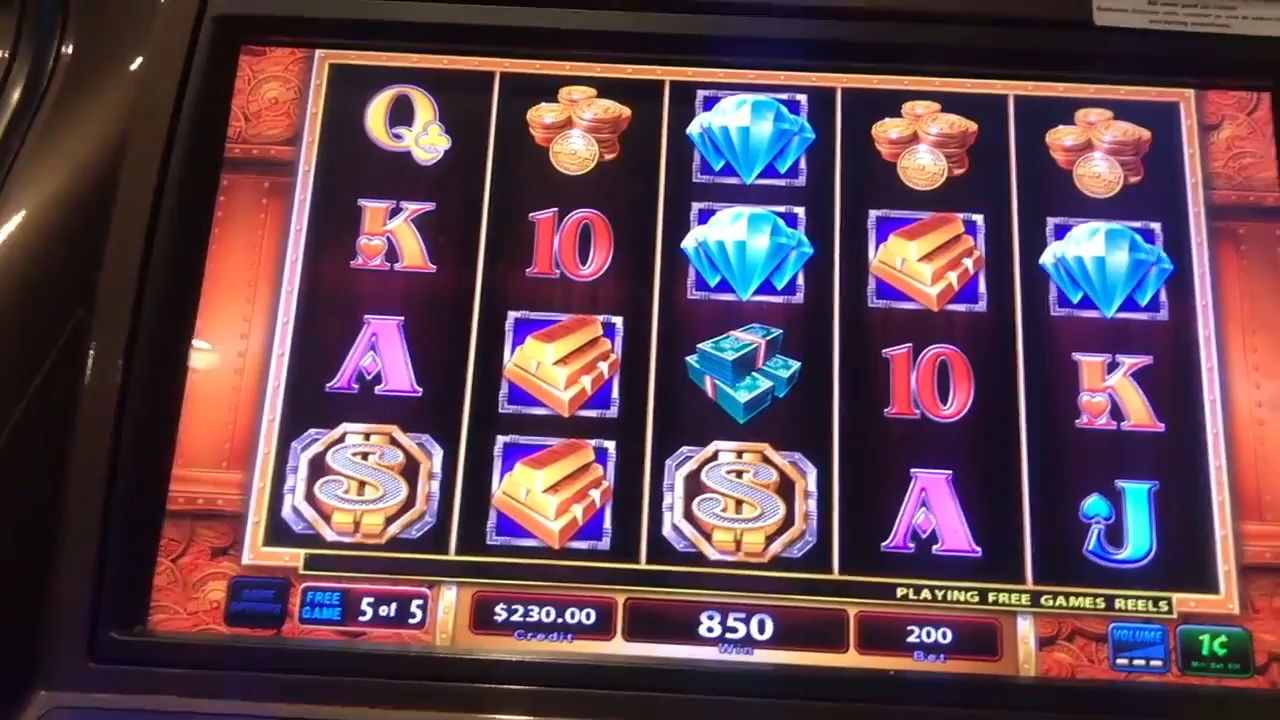 Q
K 10
A 10 K
$ $ A J
PLAYING FREE GAMES REELS
FREE GAME 5 of 5
$230.00 Credit
850 Win
200 Bet
VOLUME
1¢